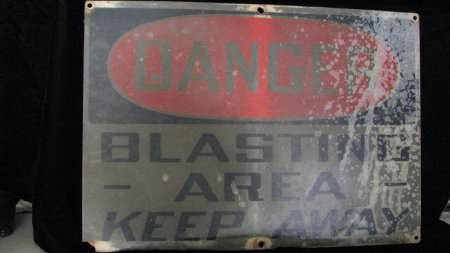 DANGER
BLASTING
- AREA -
KEEP AWAY